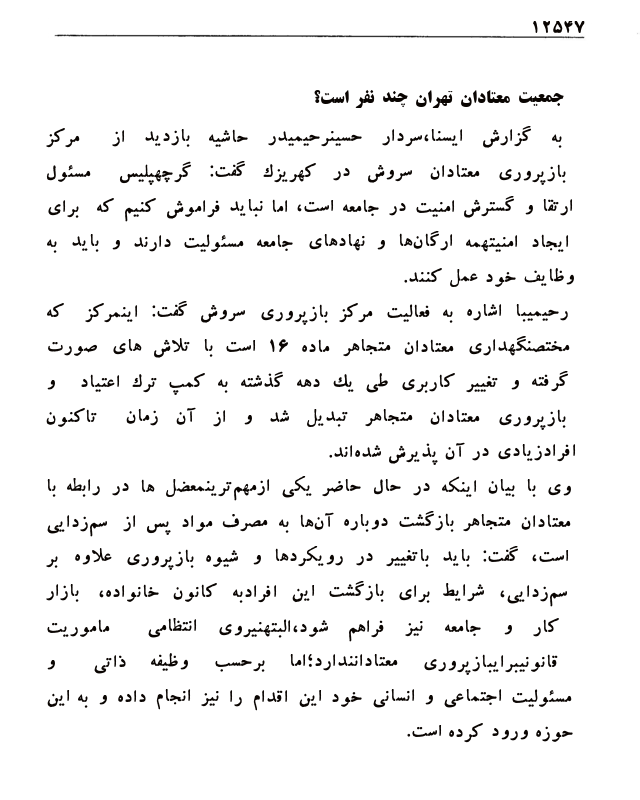 ۱۲۵۴۷
جمعیت معتادان تهران چند نفر است؟
به گزارش ایسنا،سردار حسینرحیمیدر حاشیه بازدید از مرکز
بازپروری معتادان سروش در کهریزك گفت: گرچهپلیس مسئول
ارتقا و گسترش امنیت در جامعه است، اما نباید فراموش کنیم که برای
ایجاد امنیتهمه ارگان‌ها و نهادهای جامعه مسئولیت دارند و باید به
وظایف خود عمل کنند.
رحیمیبا اشاره به فعالیت مرکز بازپروری سروش گفت: اینمرکز که
مختصنگهداری معتادان متجاهر ماده ۱۶ است با تلاش های صورت
گرفته و تغییر کاربری طی یك دهه گذشته به کمپ ترك اعتیاد و
بازپروری معتادان متجاهر تبدیل شد و از آن زمان تاکنون
افرادزیادی در آن پذیرش شده‌اند.
وی با بیان اینکه در حال حاضر یکی ازمهم‌ترینمعضل ها در رابطه با
معتادان متجاهر بازگشت دوباره آن‌ها به مصرف مواد پس از سم‌زدایی
است، گفت: باید باتغییر در رویکردها و شیوه بازپروری علاوه بر
سم‌زدایی، شرایط برای بازگشت این افرادبه کانون خانواده، بازار
کار و جامعه نیز فراهم شود،البتهنیروی انتظامی ماموریت
قانونیبرایبازپروری معتادانندارد؛اما برحسب وظیفه ذاتی و
مسئولیت اجتماعی و انسانی خود این اقدام را نیز انجام داده و به این
حوزه ورود کرده است.